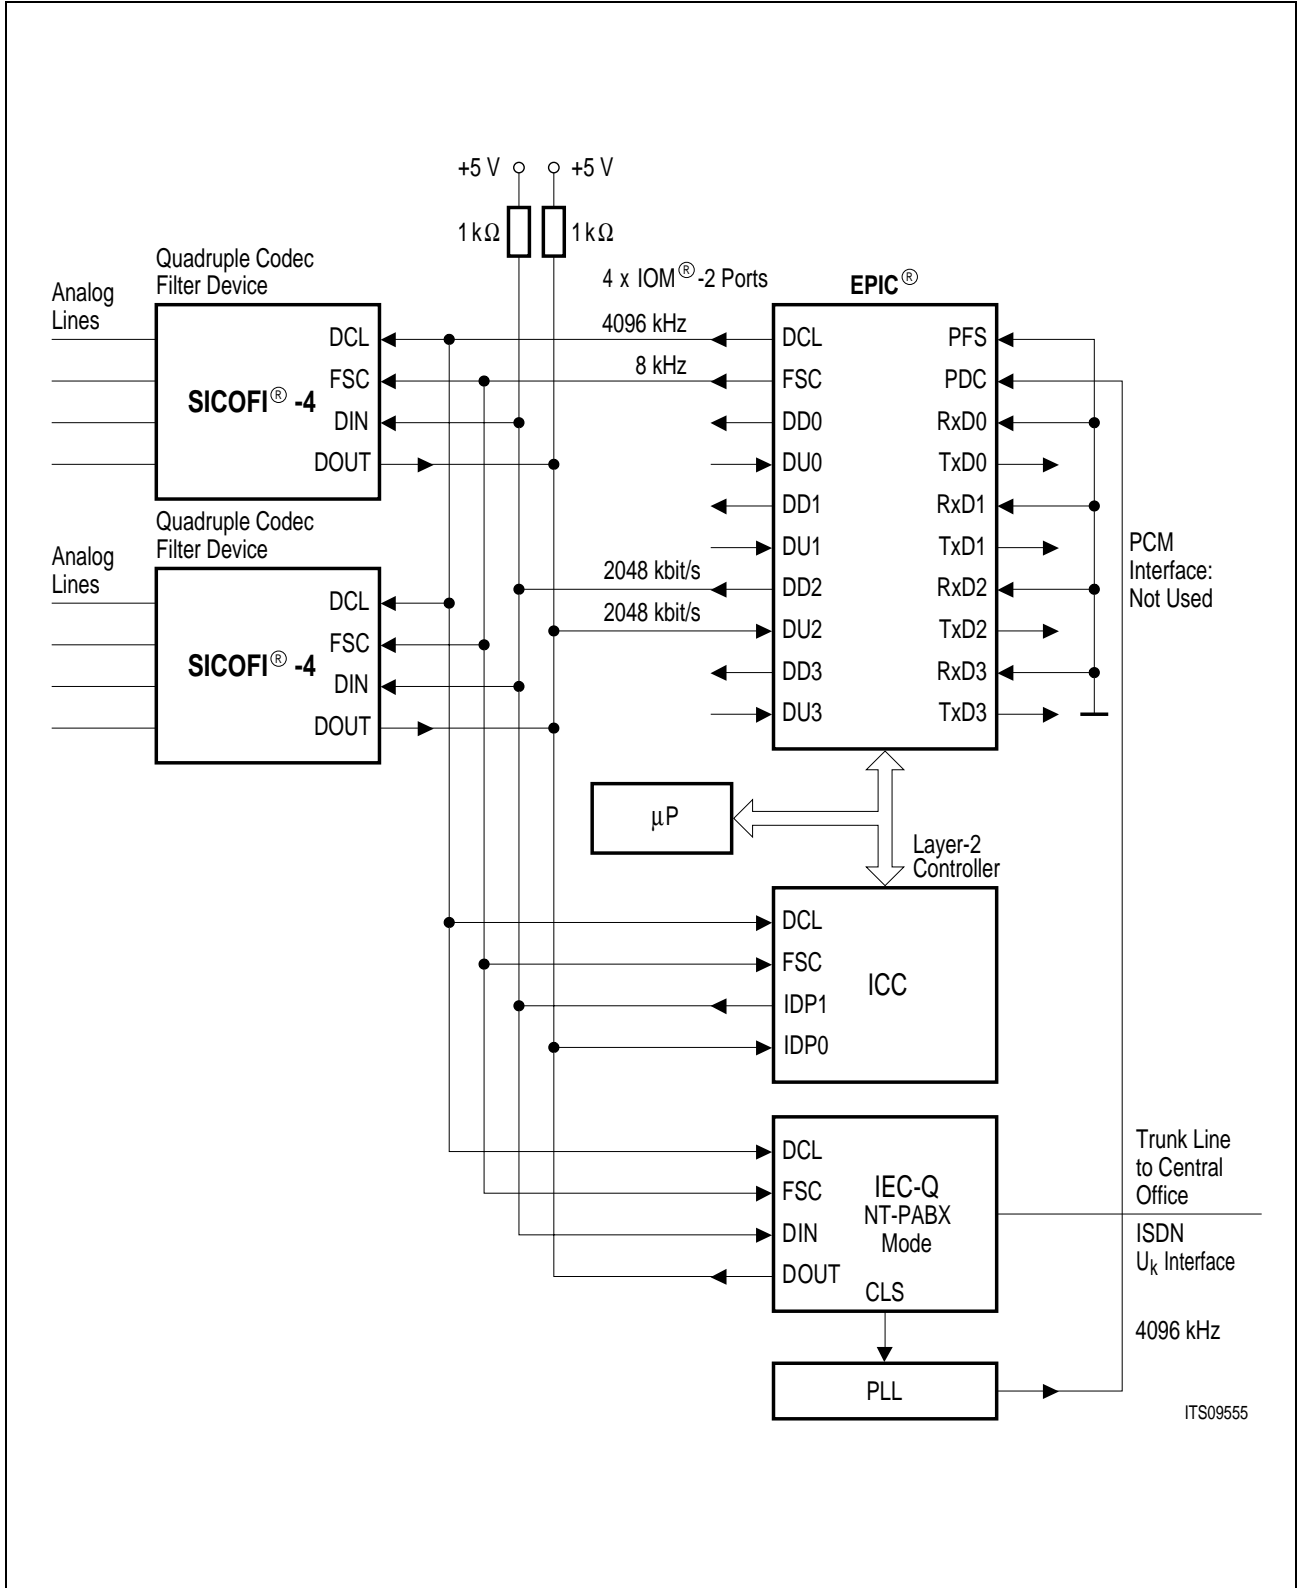 +5 V
+5 V
1 kΩ
1 kΩ
Quadruple Codec
Filter Device
Analog
Lines
DCL
FSC
DIN
DOUT
SICOFI® -4
4 x IOM®-2 Ports
4096 kHz
8 kHz
2048 kbit/s
2048 kbit/s
EPIC®
DCL
FSC
DD0
DU0
DD1
DU1
DD2
DU2
DD3
DU3
PFS
PDC
RxD0
TxD0
RxD1
TxD1
RxD2
TxD2
RxD3
TxD3
PCM
Interface:
Not Used
Quadruple Codec
Filter Device
Analog
Lines
DCL
FSC
DIN
DOUT
SICOFI® -4
μP
Layer-2
Controller
DCL
FSC
IDP1
IDP0
ICC
DCL
FSC
DIN
DOUT
IEC-Q
NT-PABX
Mode
CLS
Trunk Line
to Central
Office
ISDN
Uk Interface
4096 kHz
PLL
ITS09555